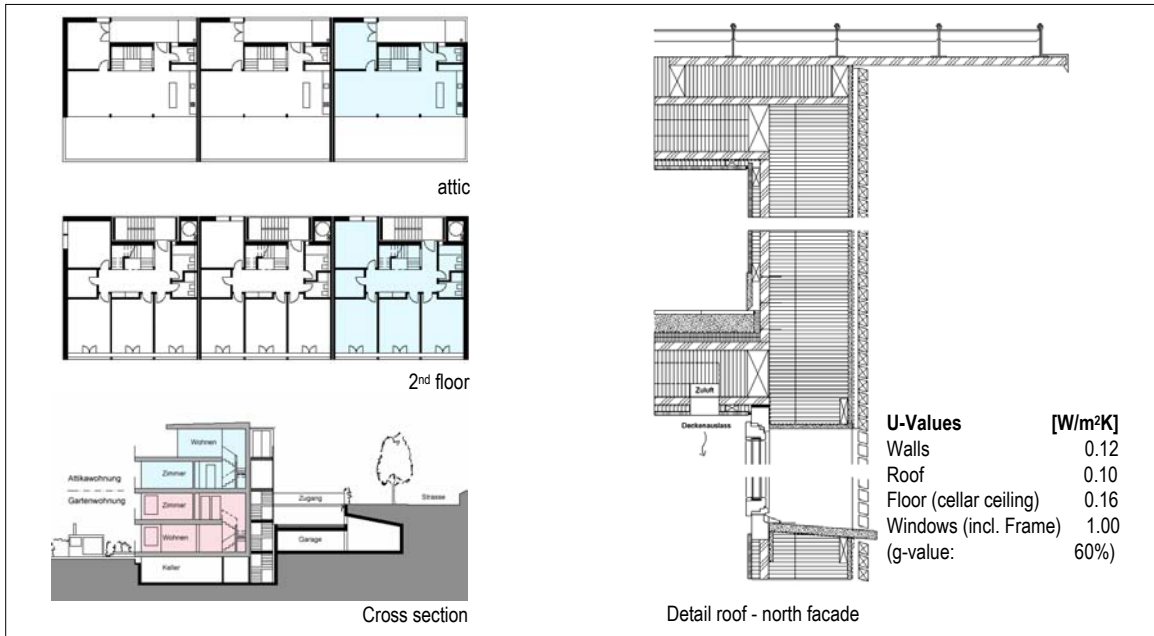 attic
2nd floor
Wohnen
Zimmer
Attikawohnung
Gartenwohnung
Zimmer
Wohnen
Keller
Zugang
Strasse
Garage
Cross section
Zuluft
Deckenauslass
Detail roof - north facade
U-Values [W/m²K]
Walls 0.12
Roof 0.10
Floor (cellar ceiling) 0.16
Windows (incl. Frame) 1.00
(g-value: 60%)